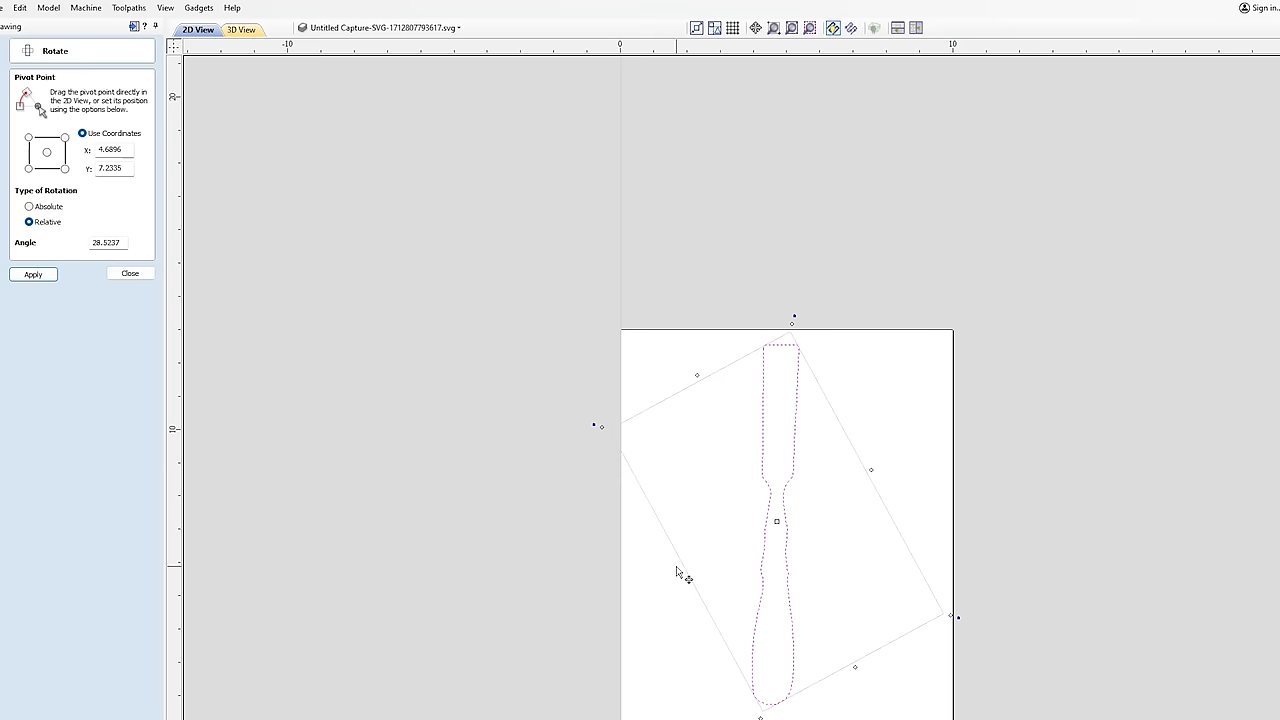 Edit Model Machine Toolpaths View Gadgets Help
Sign in..
awing
?
2D View 3D View Untitled Capture-SVG-1712807793617.svg *
Rotate
-10 0 10
Pivot Point
Drag the pivot point directly in
the 2D View, or set its position
using the options below.
20
Use Coordinates
X: 4.6896
Y: 7.2335
Type of Rotation
Absolute
Relative
Angle 28.5237
Apply Close
10